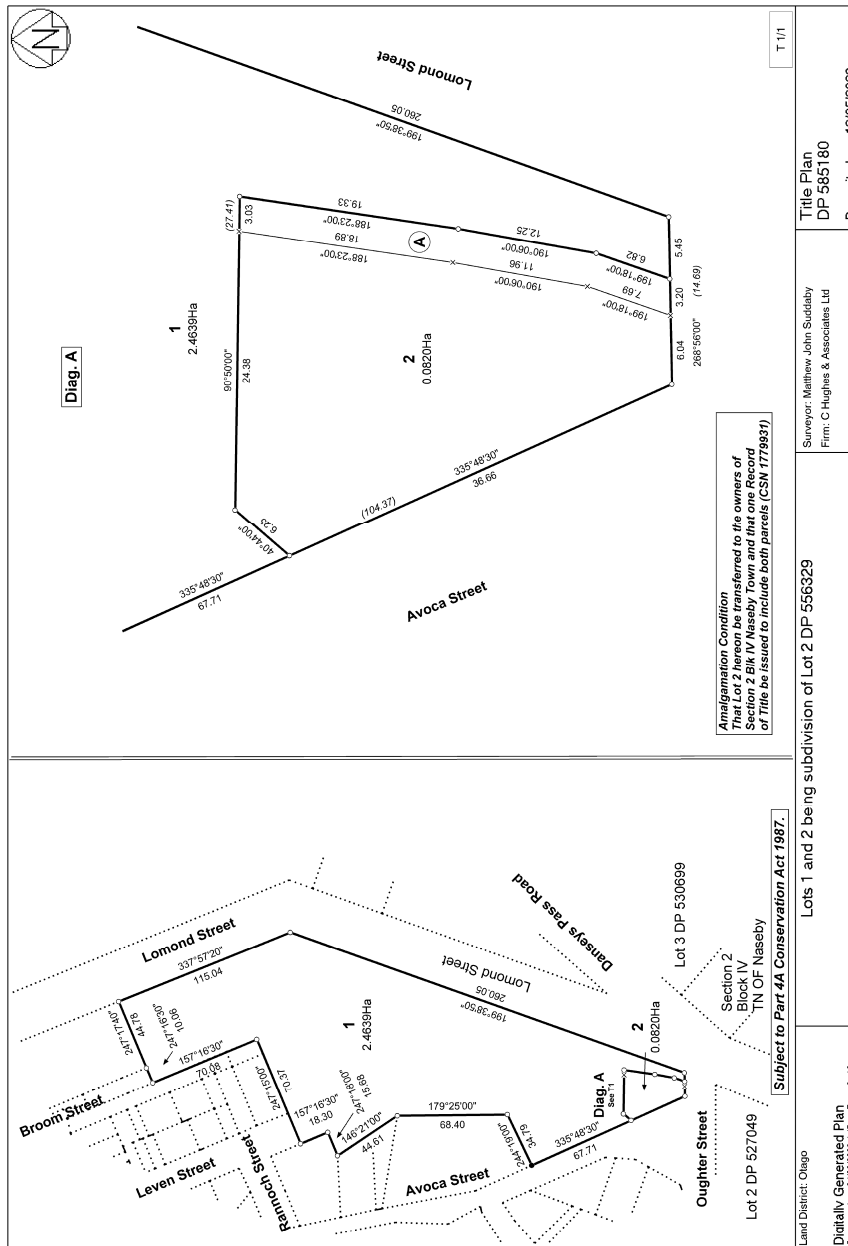 N
Diag. A
1
2.4639Ha
2
0.0820Ha
A
Lomond Street
260.05
199°38'50"
(27.41)
3.03
19.33
188°23'00"
18.89
188°23'00"
12.25
190°06'00"
11.96
190°06'00"
6.82
199°18'00"
7.69
199°18'00"
5.45
3.20
(14.69)
6.04
268°56'00"
90°50'00"
24.38
40°44'00"
335°48'30"
67.71
(104.37)
335°48'30"
36.66
Avoca Street
T 1/1
Amalgamation Condition
That Lot 2 hereon be transferred to the owners of
Section 2 Blk IV Naseby Town and that one Record
of Title be issued to include both parcels (CSN 1779931)
Lomond Street
337°57'20"
115.04
247°17'40"
44.78
247°16'30"
10.06
157°16'30"
70.08
Broom Street
Leven Street
Rannoch Street
247°15'00"
70.37
157°16'30"
18.30
247°16'00"
15.68
146°21'00"
44.61
179°25'00"
68.40
244°19'00"
34.79
335°48'30"
67.71
Avoca Street
1
2.4639Ha
Lomond Street
260.05
199°38'50"
Danseys Pass Road
Lot 3 DP 530699
Section 2
Block IV
TN OF Naseby
2
0.0820Ha
Diag. A
See T1
Oughter Street
Lot 2 DP 527049
Subject to Part 4A Conservation Act 1987.
Land District: Otago
Digitally Generated Plan
Lots 1 and 2 being subdivision of Lot 2 DP 556329
Surveyor: Matthew John Suddaby
Firm: C Hughes & Associates Ltd
Title Plan
DP 585180